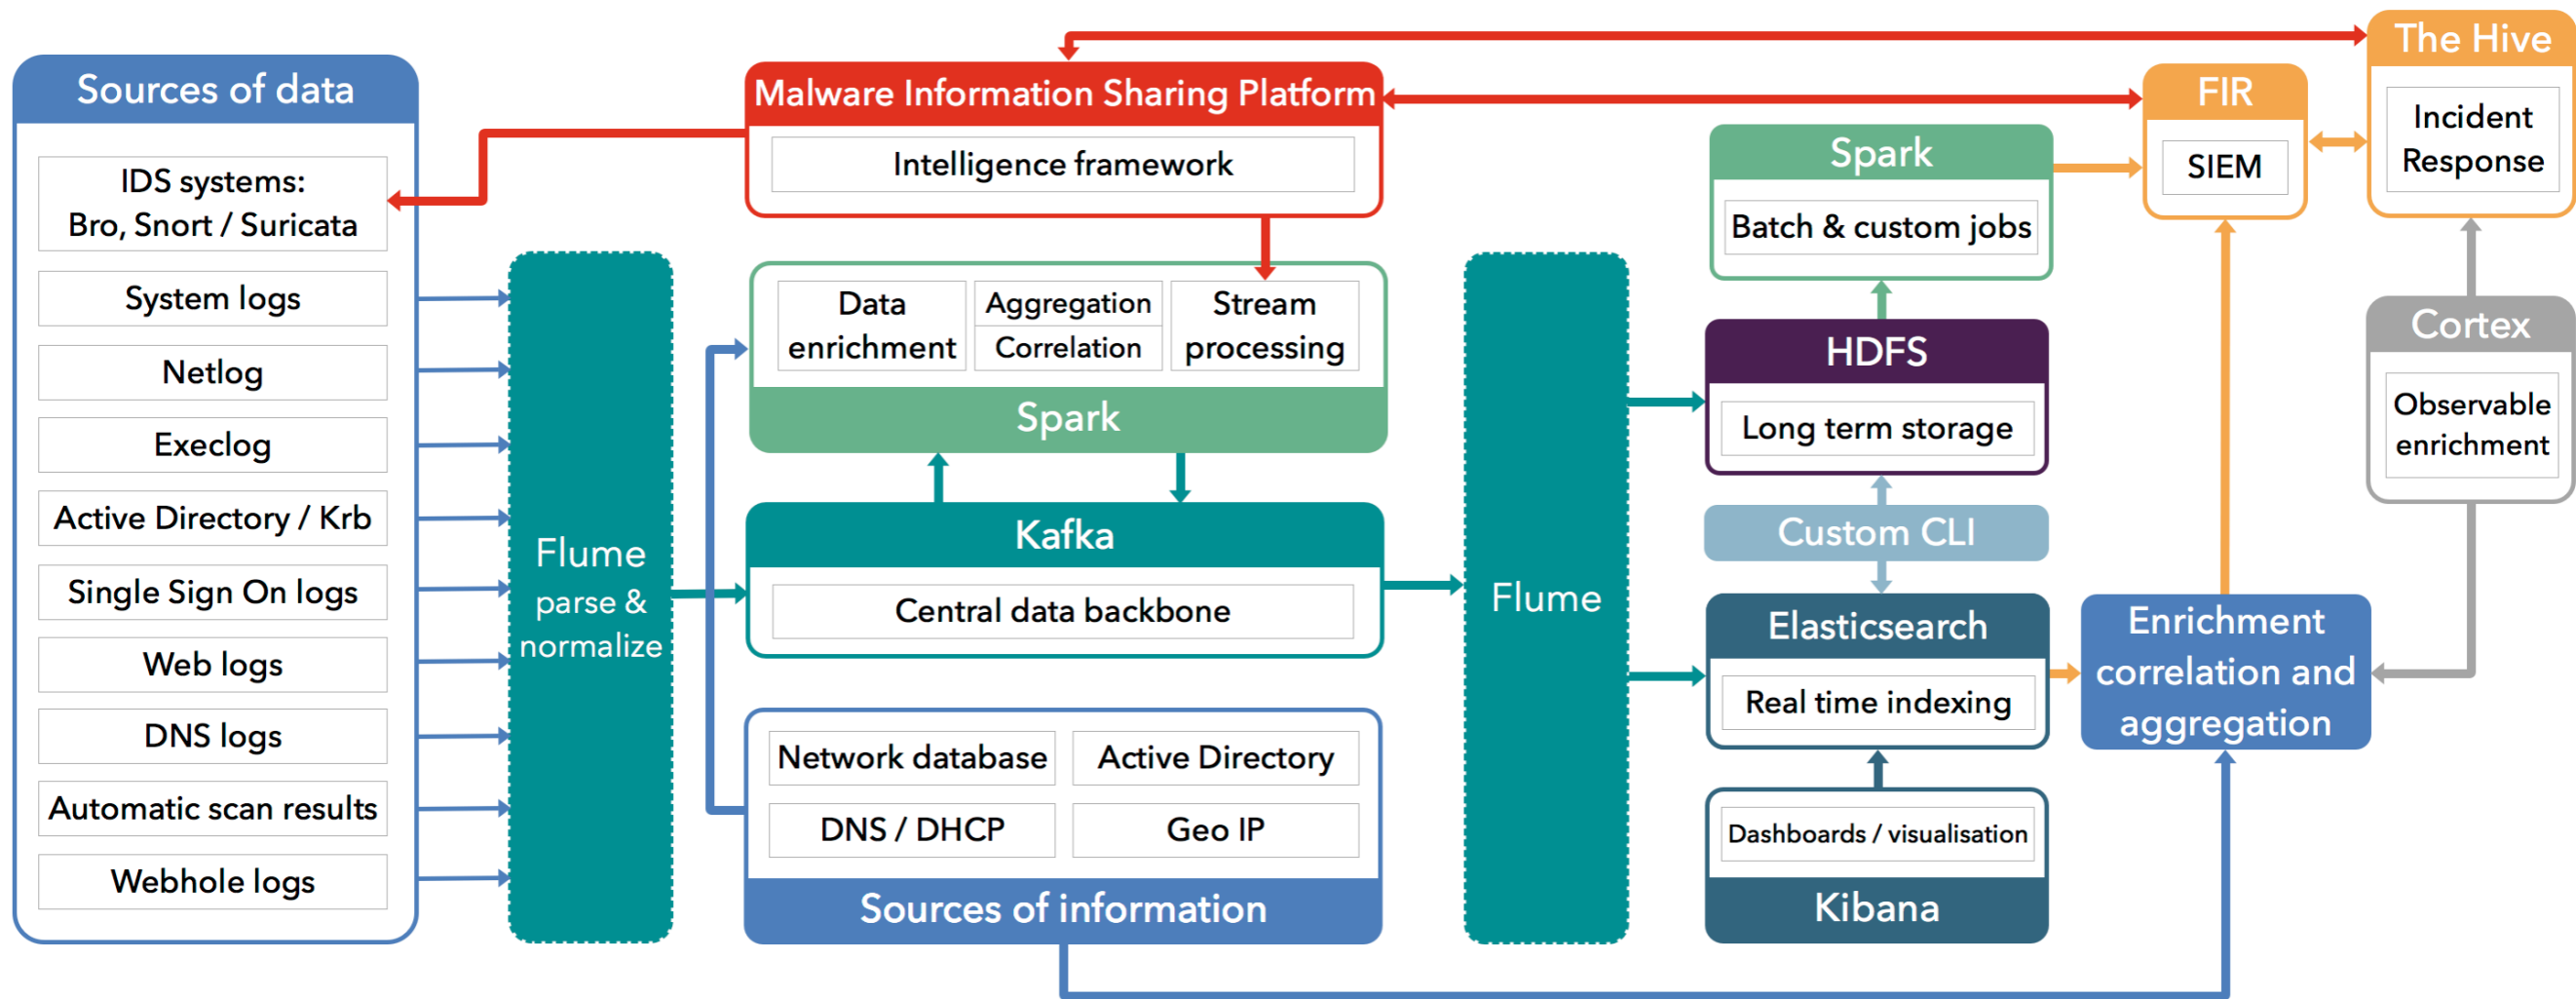 Sources of data
IDS systems:
Bro, Snort / Suricata
System logs
Netlog
Execlog
Active Directory / Krb
Single Sign On logs
Web logs
DNS logs
Automatic scan results
Webhole logs
Flume
parse &
normalize
Malware Information Sharing Platform
Intelligence framework
Data
enrichment
Aggregation
Correlation
Stream
processing
Spark
Kafka
Central data backbone
Network database
Active Directory
DNS / DHCP
Geo IP
Sources of information
Flume
Spark
Batch & custom jobs
HDFS
Long term storage
Custom CLI
Elasticsearch
Real time indexing
Dashboards / visualisation
Kibana
FIR
SIEM
Enrichment
correlation and
aggregation
The Hive
Incident
Response
Cortex
Observable
enrichment